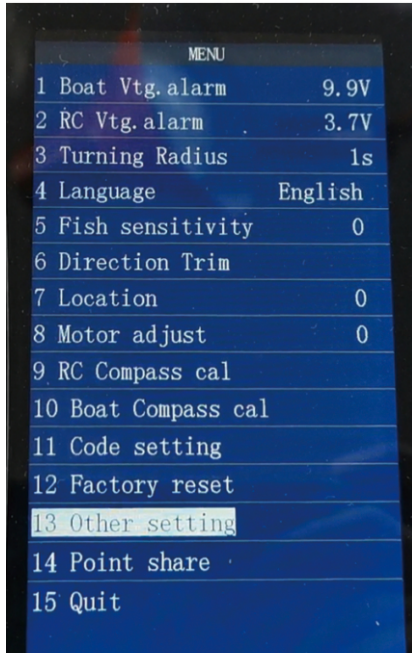 MENU
1 Boat Vtg.alarm 9.9V
2 RC Vtg.alarm 3.7V
3 Turning Radius 1s
4 Language English
5 Fish sensitivity 0
6 Direction Trim
7 Location 0
8 Motor adjust 0
9 RC Compass cal
10 Boat Compass cal
11 Code setting
12 Factory reset
13 Other setting
14 Point share
15 Quit